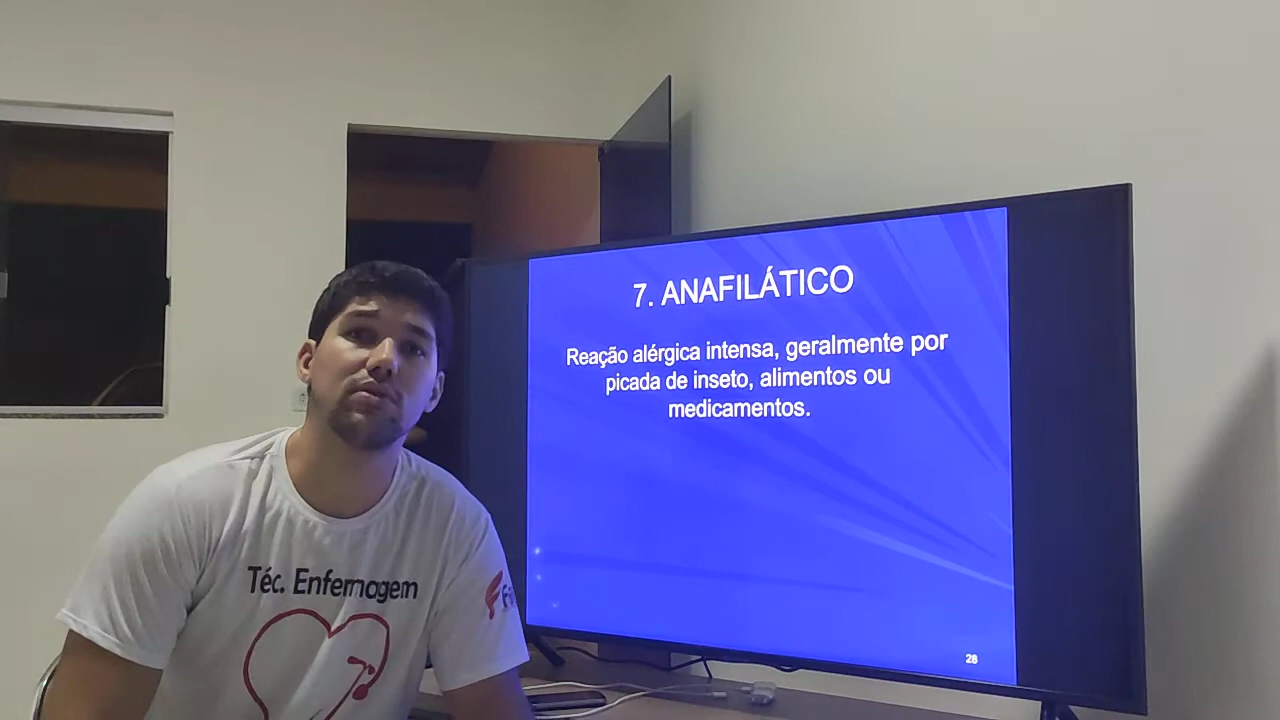 7. ANAFILÁTICO
Reação alérgica intensa, geralmente por
picada de inseto, alimentos ou
medicamentos.
28
Téc. Enfermagem